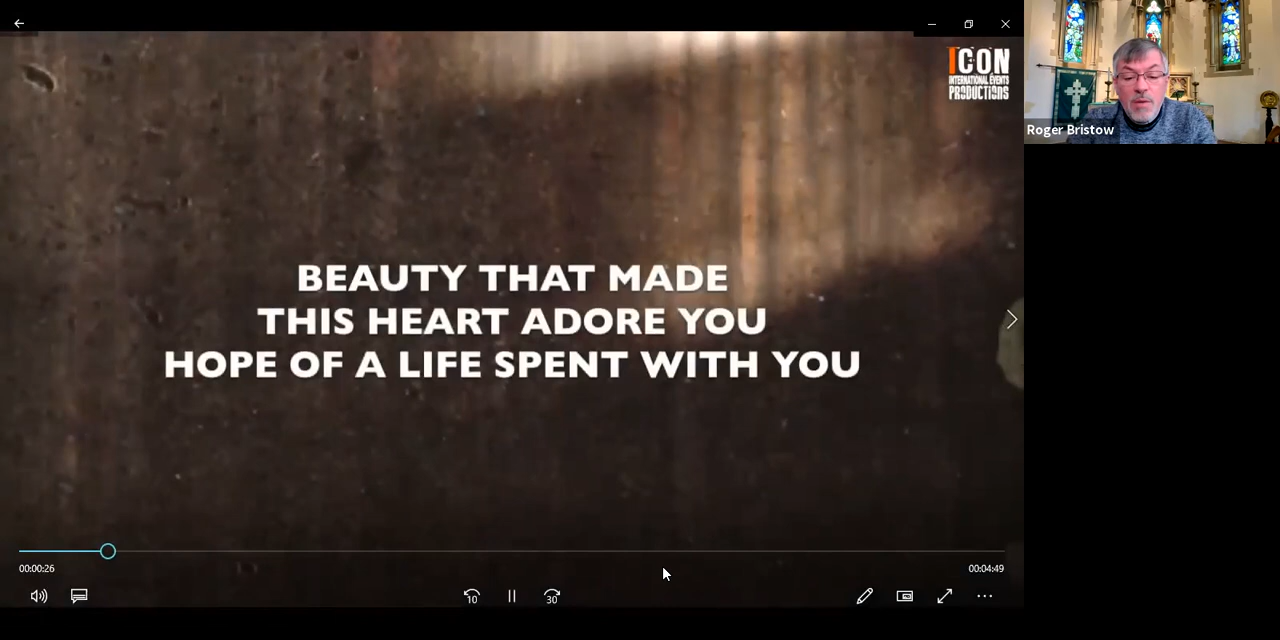 ICON
INTERNATIONAL EVENTS
PRODUCTIONS
Roger Bristow
BEAUTY THAT MADE
THIS HEART ADORE YOU
HOPE OF A LIFE SPENT WITH YOU
00:00:26
00:04:49
10
30